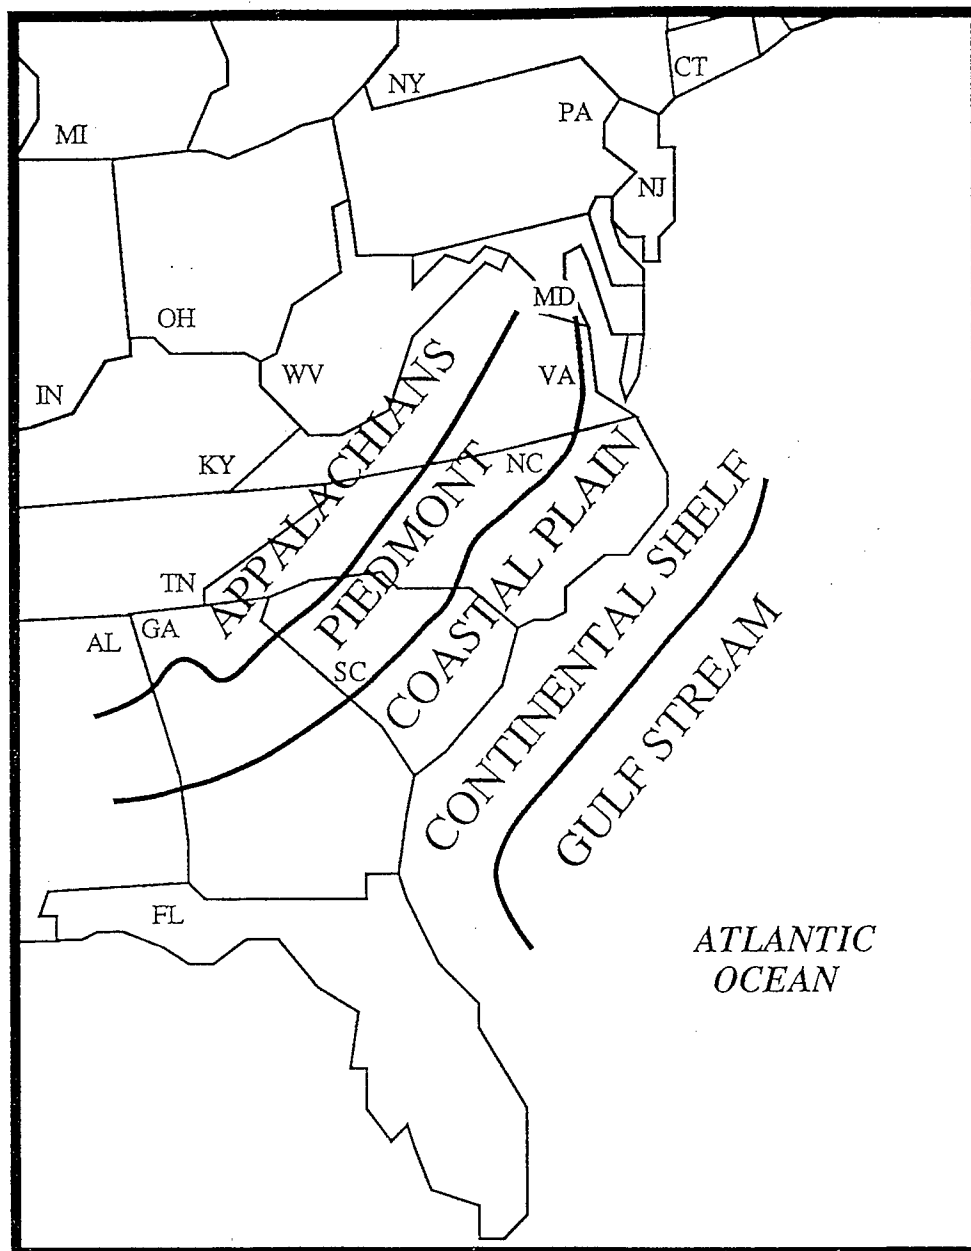 CT
NY
PA
MI
NJ
MD
OH
WV
VA
IN
APPALACHIANS
KY
NC
PIEDMONT
COASTAL PLAIN
CONTINENTAL SHELF
TN
AL
GA
SC
GULF STREAM
FL
ATLANTIC
OCEAN